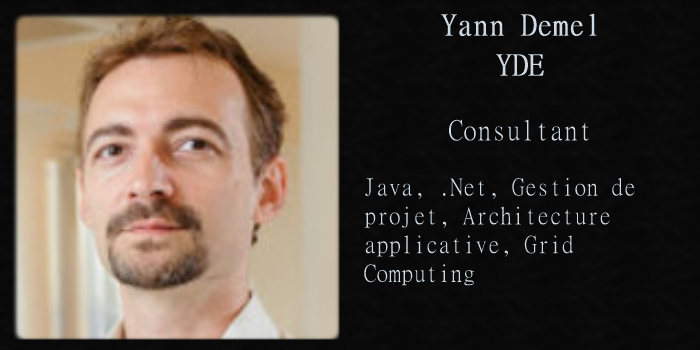 Yann Demel
YDE
Consultant
Java, .Net, Gestion de
projet, Architecture
applicative, Grid
Computing